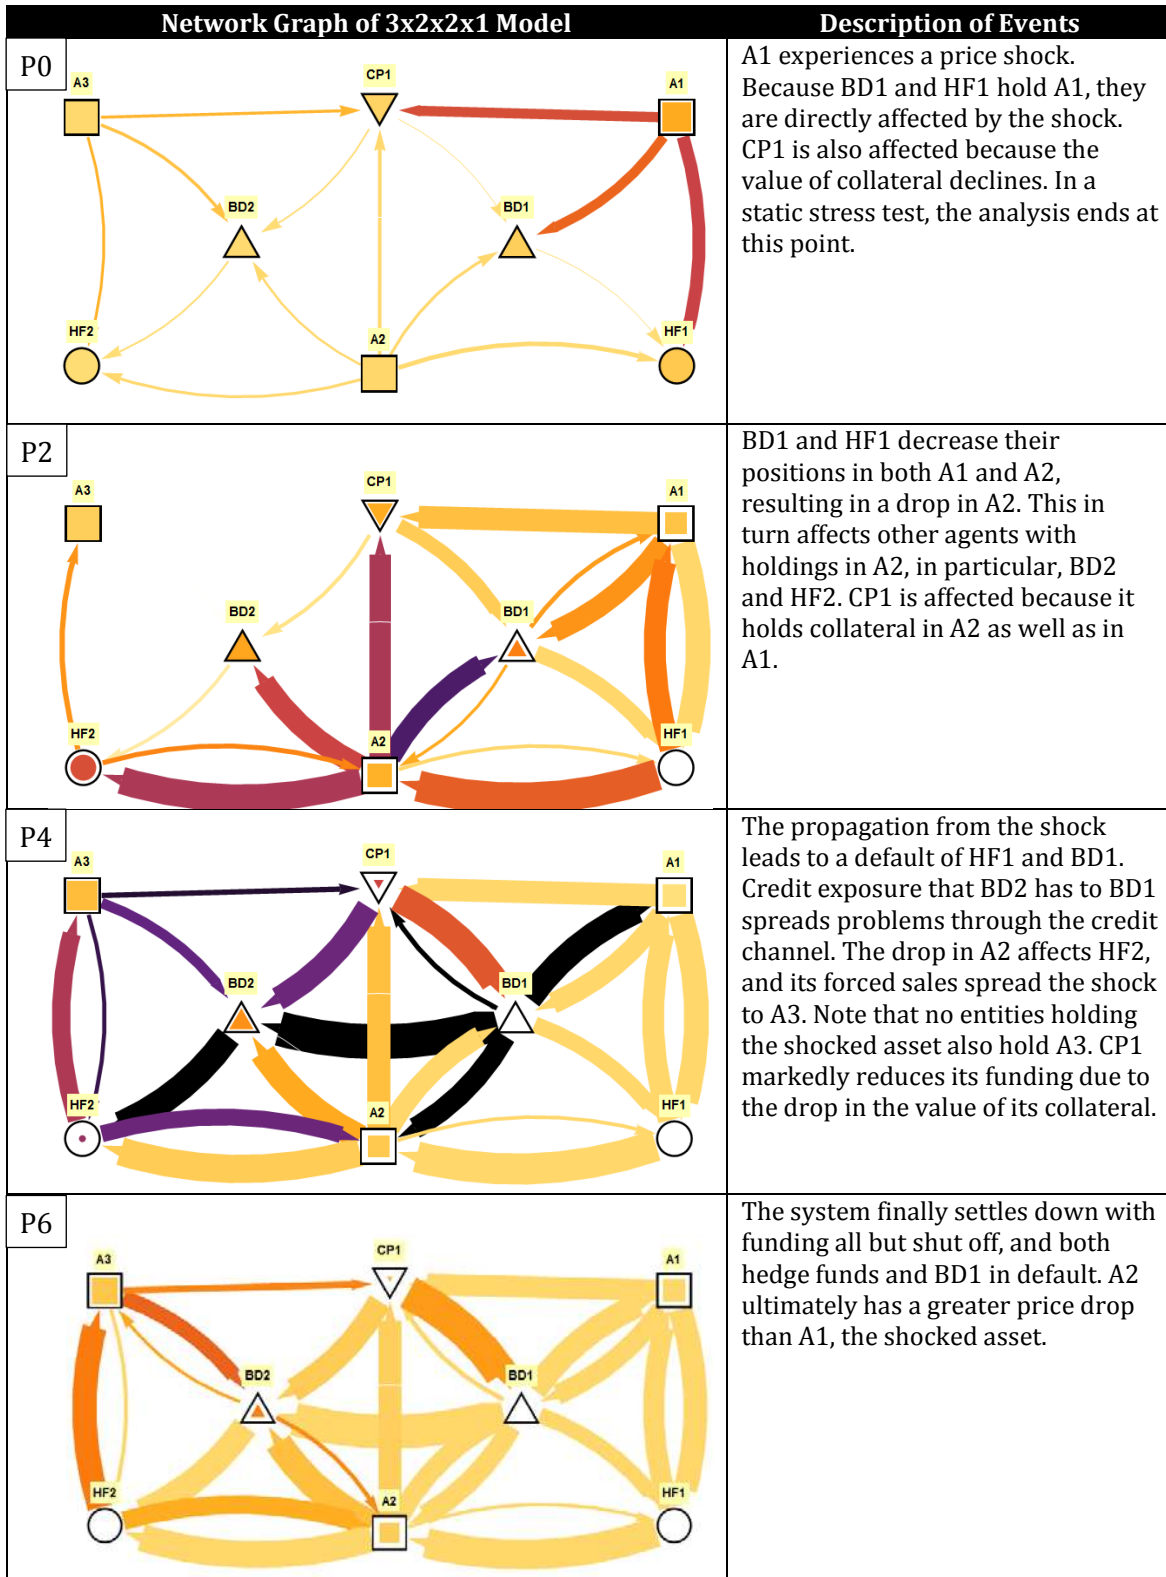 Network Graph of 3x2x2x1 Model
Description of Events
P0
A3
CP1
A1
BD2
BD1
HF2
A2
HF1
A1 experiences a price shock.
Because BD1 and HF1 hold A1, they
are directly affected by the shock.
CP1 is also affected because the
value of collateral declines. In a
static stress test, the analysis ends at
this point.
P2
A3
CP1
A1
BD2
BD1
HF2
A2
HF1
BD1 and HF1 decrease their
positions in both A1 and A2,
resulting in a drop in A2. This in
turn affects other agents with
holdings in A2, in particular, BD2
and HF2. CP1 is affected because it
holds collateral in A2 as well as in
A1.
P4
A3
CP1
A1
BD2
BD1
HF2
A2
HF1
The propagation from the shock
leads to a default of HF1 and BD1.
Credit exposure that BD2 has to BD1
spreads problems through the credit
channel. The drop in A2 affects HF2,
and its forced sales spread the shock
to A3. Note that no entities holding
the shocked asset also hold A3. CP1
markedly reduces its funding due to
the drop in the value of its collateral.
P6
A3
CP1
A1
BD2
BD1
HF2
A2
HF1
The system finally settles down with
funding all but shut off, and both
hedge funds and BD1 in default. A2
ultimately has a greater price drop
than A1, the shocked asset.